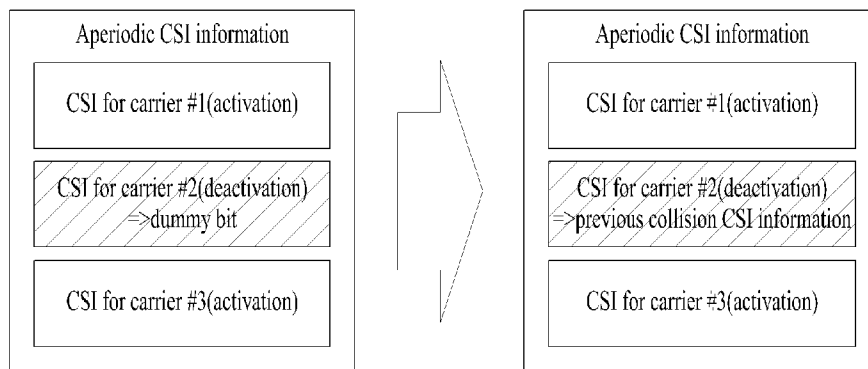 Aperiodic CSI information
CSI for carrier #1(activation)
CSI for carrier #2(deactivation)
=>dummy bit
CSI for carrier #3(activation)
Aperiodic CSI information
CSI for carrier #1(activation)
CSI for carrier #2(deactivation)
=>previous collision CSI information
CSI for carrier #3(activation)